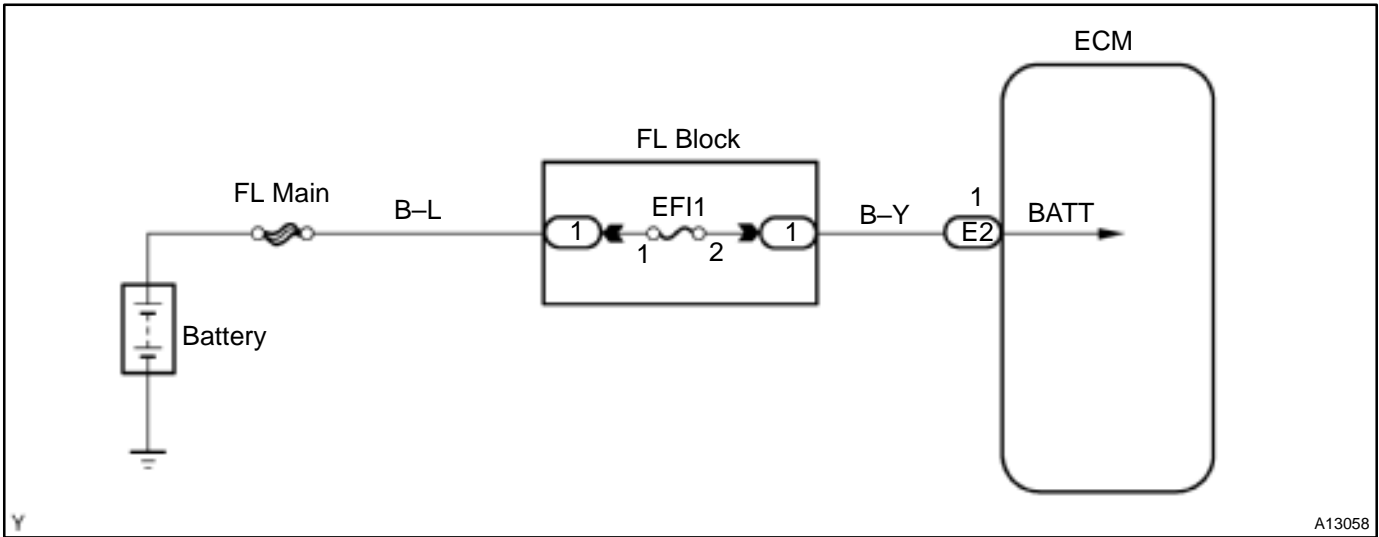 ECM
FL Block
FL Main
B–L
1
EFI1
1
2
1
B–Y
1
E2
BATT
Battery
Y
A13058